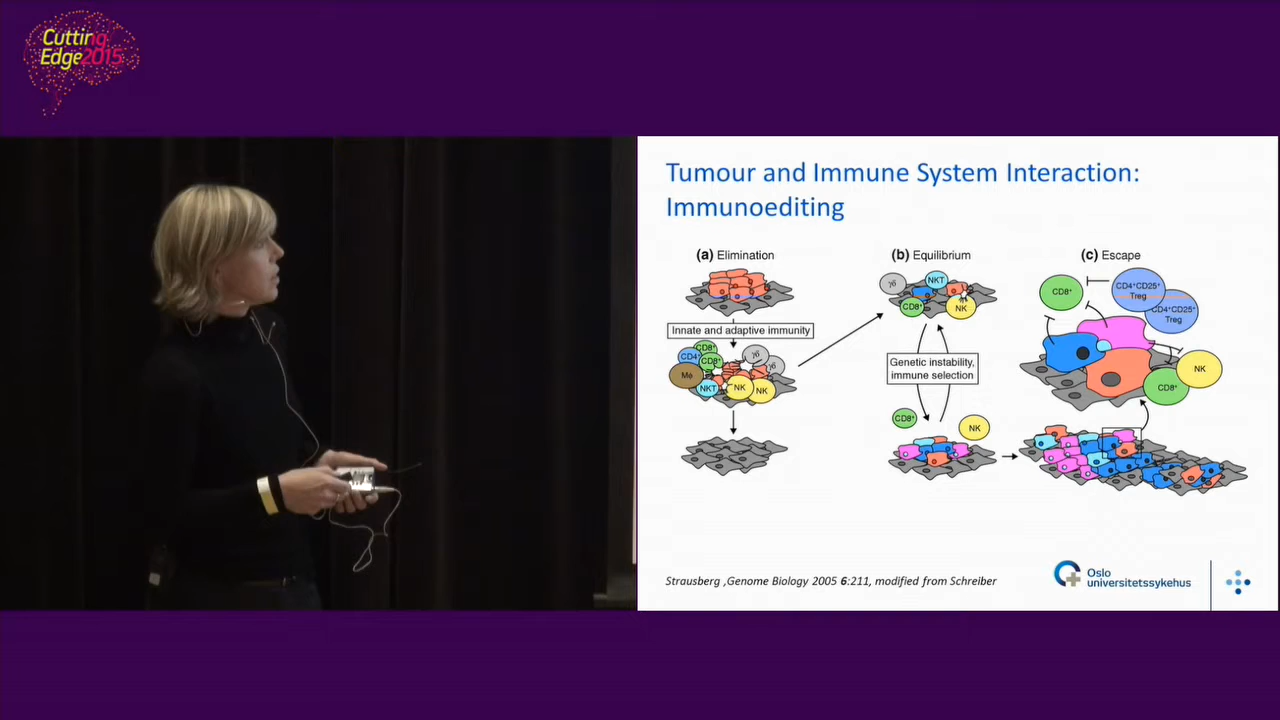 Cutting
Edge2015
Tumour and Immune System Interaction:
Immunoediting
(a) Elimination
Innate and adaptive immunity
CD8+
CD4+
CD8+
γδ
γδ
Mϕ
NKT
NK
NK
(b) Equilibrium
γδ
NKT
CD8+
NK
Genetic instability,
immune selection
CD8+
NK
(c) Escape
CD8+
CD4+CD25+
Treg
CD4+CD25+
Treg
NK
CD8+
Strausberg ,Genome Biology 2005 6:211, modified from Schreiber
Oslo
universitetssykehus